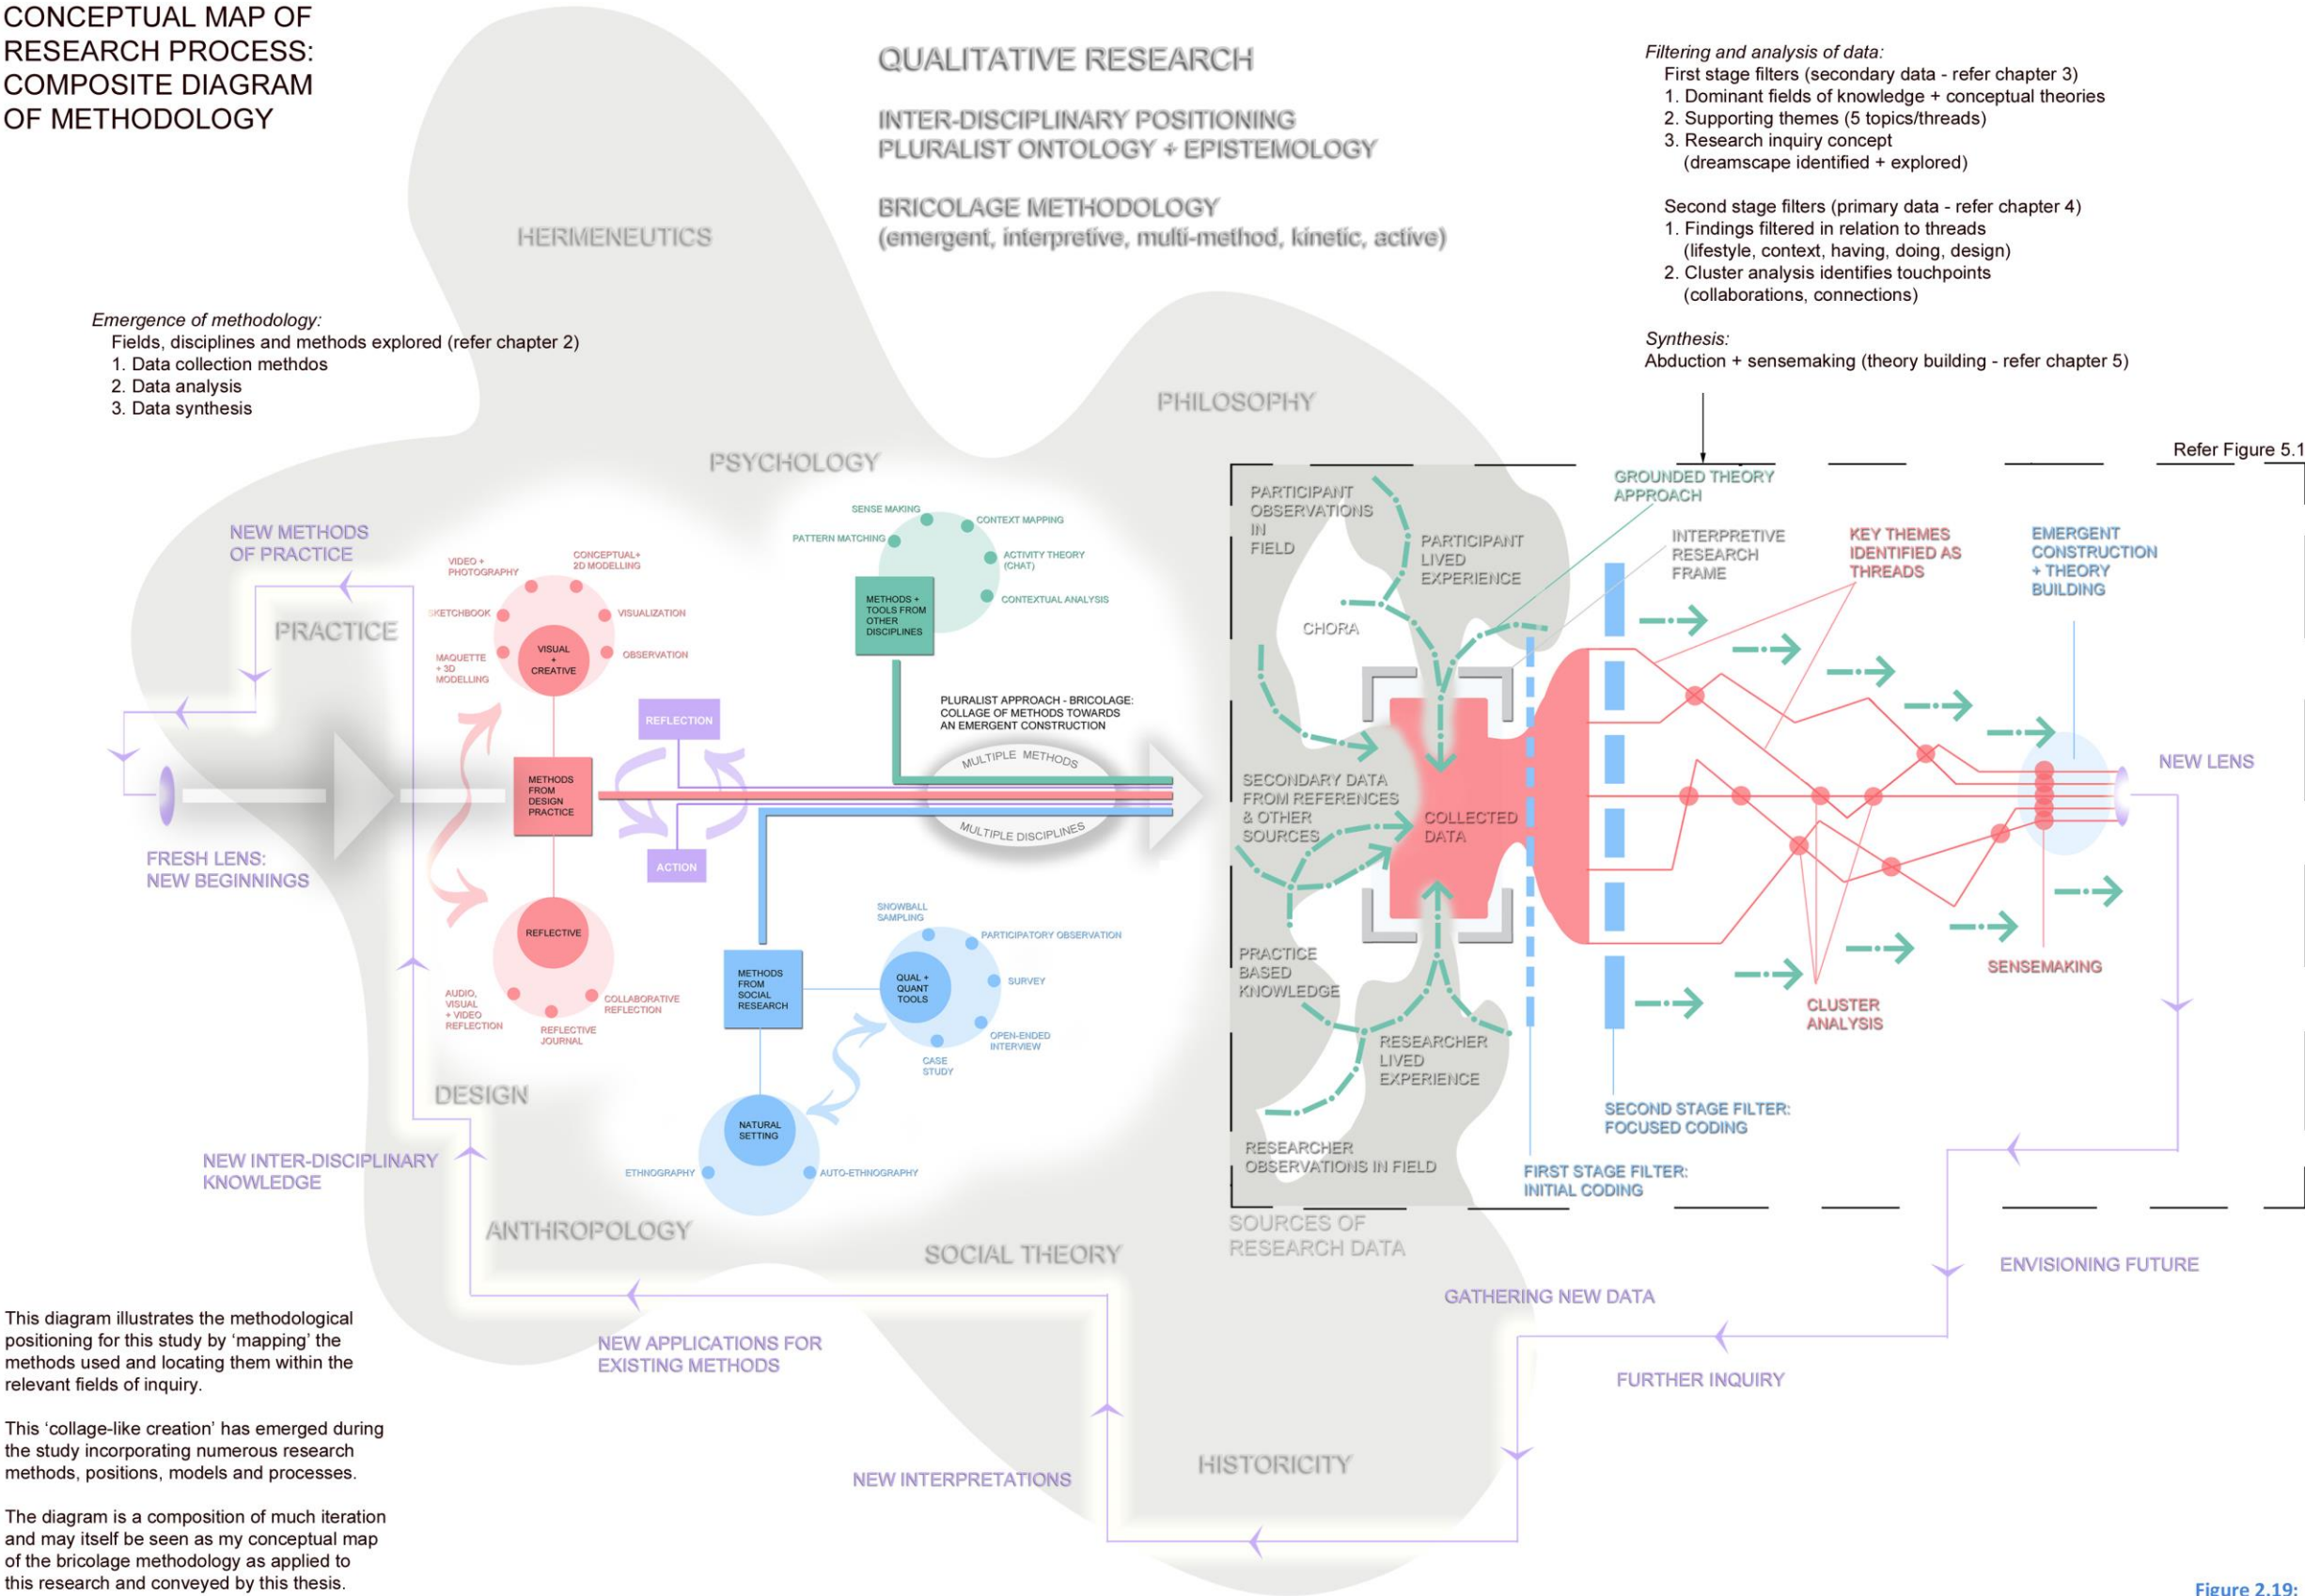 CONCEPTUAL MAP OF
RESEARCH PROCESS:
COMPOSITE DIAGRAM
OF METHODOLOGY
QUALITATIVE RESEARCH
INTER-DISCIPLINARY POSITIONING
PLURALIST ONTOLOGY + EPISTEMOLOGY
BRICOLAGE METHODOLOGY
(emergent, interpretive, multi-method, kinetic, active)
Filtering and analysis of data:
First stage filters (secondary data - refer chapter 3)
1. Dominant fields of knowledge + conceptual theories
2. Supporting themes (5 topics/threads)
3. Research inquiry concept
(dreamscape identified + explored)
Second stage filters (primary data - refer chapter 4)
1. Findings filtered in relation to threads
(lifestyle, context, having, doing, design)
2. Cluster analysis identifies touchpoints
(collaborations, connections)
Synthesis:
Abduction + sensemaking (theory building - refer chapter 5)
Refer Figure 5.1
HERMENEUTICS
Emergence of methodology:
Fields, disciplines and methods explored (refer chapter 2)
1. Data collection methdos
2. Data analysis
3. Data synthesis
PHILOSOPHY
PSYCHOLOGY
NEW METHODS
OF PRACTICE
PRACTICE
VIDEO +
PHOTOGRAPHY
CONCEPTUAL+
2D MODELLING
SKETCHBOOK
VISUALIZATION
MAQUETTE
+ 3D
MODELLING
OBSERVATION
VISUAL
+
CREATIVE
SENSE MAKING
CONTEXT MAPPING
PATTERN MATCHING
ACTIVITY THEORY
(CHAT)
CONTEXTUAL ANALYSIS
METHODS +
TOOLS FROM
OTHER
DISCIPLINES
REFLECTION
PLURALIST APPROACH - BRICOLAGE:
COLLAGE OF METHODS TOWARDS
AN EMERGENT CONSTRUCTION
MULTIPLE METHODS
MULTIPLE DISCIPLINES
METHODS
FROM
DESIGN
PRACTICE
ACTION
FRESH LENS:
NEW BEGINNINGS
REFLECTIVE
AUDIO,
VISUAL
+ VIDEO
REFLECTION
REFLECTIVE
JOURNAL
COLLABORATIVE
REFLECTION
METHODS
FROM
SOCIAL
RESEARCH
SNOWBALL
SAMPLING
PARTICIPATORY OBSERVATION
SURVEY
QUAL +
QUANT
TOOLS
OPEN-ENDED
INTERVIEW
CASE
STUDY
NATURAL
SETTING
ETHNOGRAPHY
AUTO-ETHNOGRAPHY
DESIGN
NEW INTER-DISCIPLINARY
KNOWLEDGE
ANTHROPOLOGY
SOCIAL THEORY
PARTICIPANT
OBSERVATIONS
IN
FIELD
PARTICIPANT
LIVED
EXPERIENCE
CHORA
SECONDARY DATA
FROM REFERENCES
& OTHER
SOURCES
COLLECTED
DATA
PRACTICE
BASED
KNOWLEDGE
RESEARCHER
LIVED
EXPERIENCE
RESEARCHER
OBSERVATIONS IN FIELD
SOURCES OF
RESEARCH DATA
GROUNDED THEORY
APPROACH
INTERPRETIVE
RESEARCH
FRAME
KEY THEMES
IDENTIFIED AS
THREADS
EMERGENT
CONSTRUCTION
+ THEORY
BUILDING
NEW LENS
SENSEMAKING
CLUSTER
ANALYSIS
SECOND STAGE FILTER:
FOCUSED CODING
FIRST STAGE FILTER:
INITIAL CODING
ENVISIONING FUTURE
GATHERING NEW DATA
FURTHER INQUIRY
HISTORICITY
NEW INTERPRETATIONS
NEW APPLICATIONS FOR
EXISTING METHODS
This diagram illustrates the methodological
positioning for this study by ‘mapping’ the
methods used and locating them within the
relevant fields of inquiry.
This ‘collage-like creation’ has emerged during
the study incorporating numerous research
methods, positions, models and processes.
The diagram is a composition of much iteration
and may itself be seen as my conceptual map
of the bricolage methodology as applied to
this research and conveyed by this thesis.
Figure 2.19: